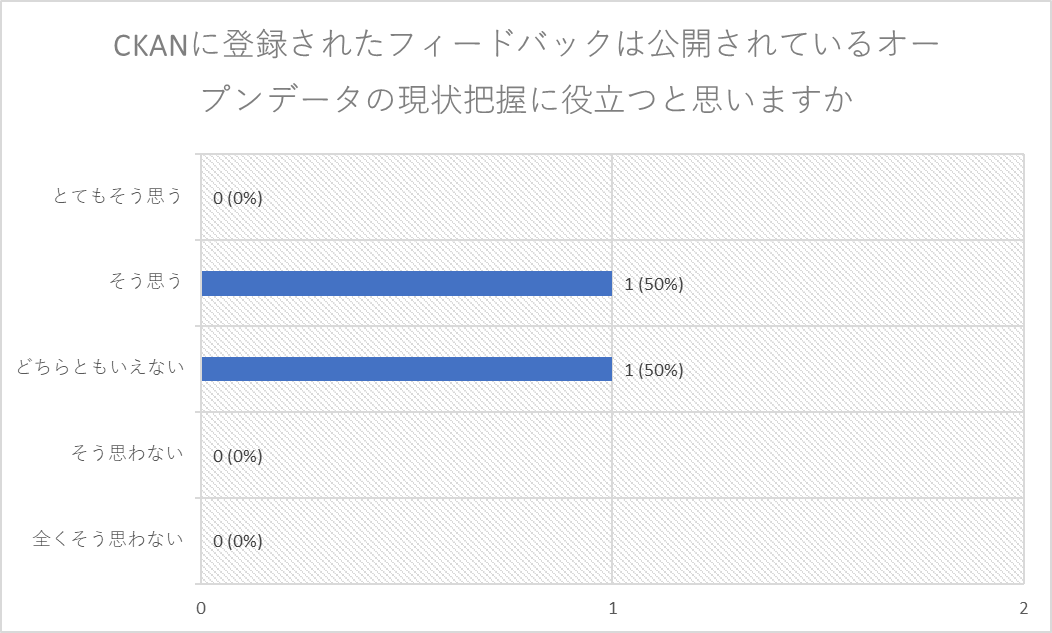 CKANに登録されたフィードバックは公開されているオー
プンデータの現状把握に役立つと思いますか
とてもそう思う
0 (0%)
そう思う
1 (50%)
どちらともいえない
1 (50%)
そう思わない
0 (0%)
全くそう思わない
0 (0%)
0
1
2